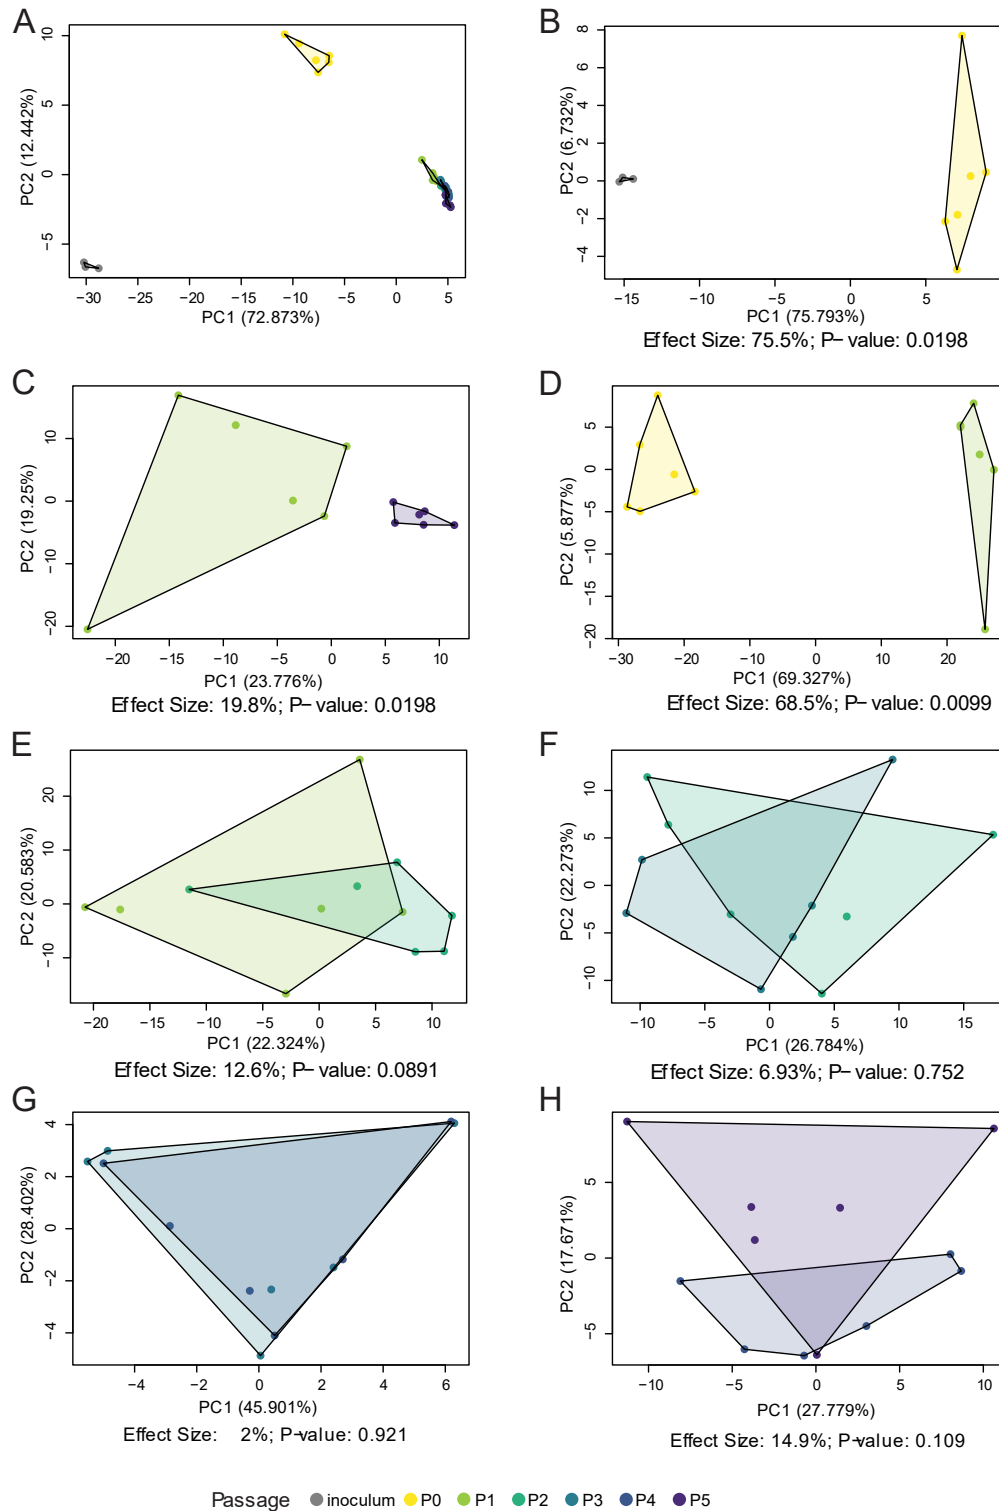 A
10
5
0
−5
PC2 (12.442%)
−30 −25 −20 −15 −10 −5 0 5
PC1 (72.873%)
B
8
6
4
2
0
−2
−4
PC2 (6.732%)
−15 −10 −5 0 5
PC1 (75.793%)
Effect Size: 75.5%; P−value: 0.0198
C
10
0
−10
−20
PC2 (19.25%)
−20 −15 −10 −5 0 5 10
PC1 (23.776%)
Effect Size: 19.8%; P−value: 0.0198
D
5
0
−5
−10
−15
−20
PC2 (5.877%)
−30 −20 −10 0 10 20
PC1 (69.327%)
Effect Size: 68.5%; P−value: 0.0099
E
20
10
0
−10
PC2 (20.583%)
−20 −15 −10 −5 0 5 10
PC1 (22.324%)
Effect Size: 12.6%; P−value: 0.0891
F
10
5
0
−5
−10
PC2 (22.273%)
−10 −5 0 5 10 15
PC1 (26.784%)
Effect Size: 6.93%; P−value: 0.752
G
4
2
0
−2
−4
PC2 (28.402%)
−4 −2 0 2 4 6
PC1 (45.901%)
Effect Size: 2%; P−value: 0.921
H
5
0
−5
PC2 (17.671%)
−10 −5 0 5 10
PC1 (27.779%)
Effect Size: 14.9%; P−value: 0.109
Passage inoculum P0 P1 P2 P3 P4 P5